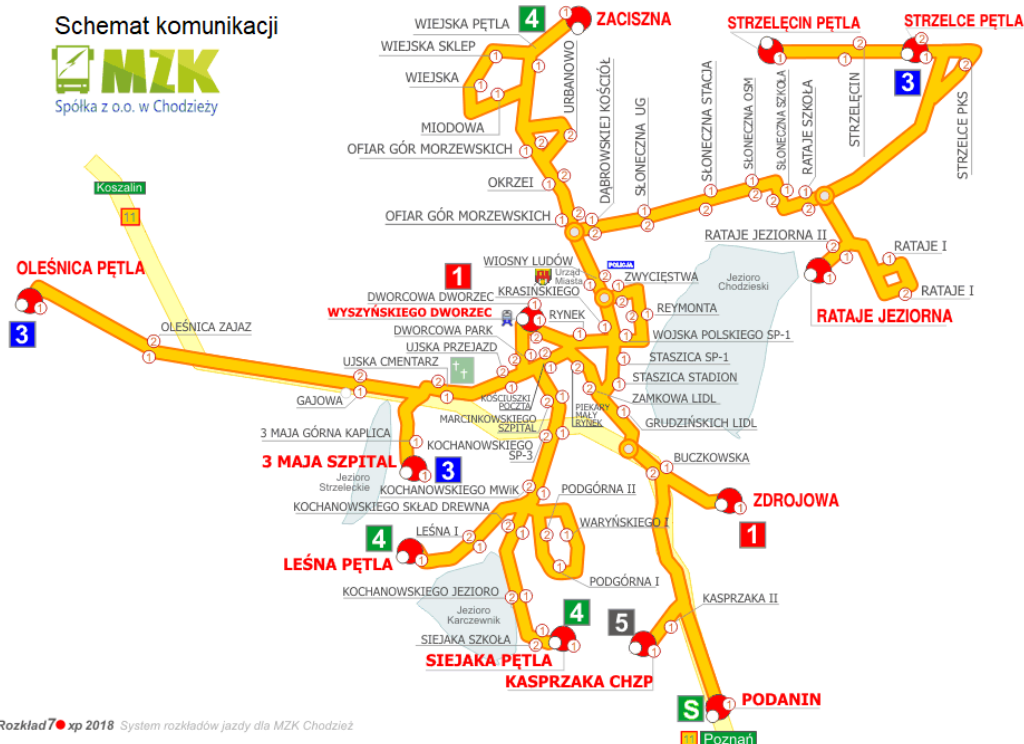 Schemat komunikacji
MZK
Spółka z o.o. w Chodzieży
WIEJSKA PĘTLA
4
ZACISZNA
STRZELĘCIN PĘTLA
STRZELCE PĘTLA
WIEJSKA SKLEP
WIEJSKA
MIODOWA
URBANOWO
OFIAR GÓR MORZEWSKICH
OKRZEI
OFIAR GÓR MORZEWSKICH
DĄBROWSKIEJ KOŚCIÓŁ
SŁONECZNA UG
SŁONECZNA STACJA
SŁONECZNA OSM
SŁONECZNA SZKOŁA
RATAJE SZKOŁA
STRZELĘCIN
3
STRZELCE PKS
Koszalin
11
RATAJE JEZIORNA II
RATAJE I
RATAJE I
RATAJE JEZIORNA
Jezioro
Chodzieski
OLEŚNICA PĘTLA
3
OLEŚNICA ZAJAZ
1
WIOSNY LUDÓW
POLICJA
Urząd
Miasta
ZWYCIĘSTWA
DWORCOWA DWORZEC
KRASIŃSKIEGO
WYSZYŃSKIEGO DWORZEC
RYNEK
REYMONTA
DWORCOWA PARK
WOJSKA POLSKIEGO SP-1
UJSKA PRZEJAZD
STASZICA SP-1
UJSKA CMENTARZ
STASZICA STADION
GAJOWA
KOŚCIUSZKI
POCZTA
PIEKARY
MAŁY
RYNEK
ZAMKOWA LIDL
MARCINKOWSKIEGO
SZPITAL
GRUDZIŃSKICH LIDL
3 MAJA GÓRNA KAPLICA
KOCHANOWSKIEGO
SP-3
BUCZKOWSKA
3 MAJA SZPITAL
3
Jezioro
Strzeleckie
KOCHANOWSKIEGO MWiK
PODGÓRNA II
ZDROJOWA
1
KOCHANOWSKIEGO SKŁAD DREWNA
WARYŃSKIEGO I
LEŚNA I
4
LEŚNA PĘTLA
PODGÓRNA I
KOCHANOWSKIEGO JEZIORO
KASPRZAKA II
Jezioro
Karczewnik
4
5
SIEJAKA SZKOŁA
SIEJAKA PĘTLA
KASPRZAKA CHZP
S
PODANIN
11
Poznań
Rozkład 7 xp 2018 System rozkładów jazdy dla MZK Chodzież